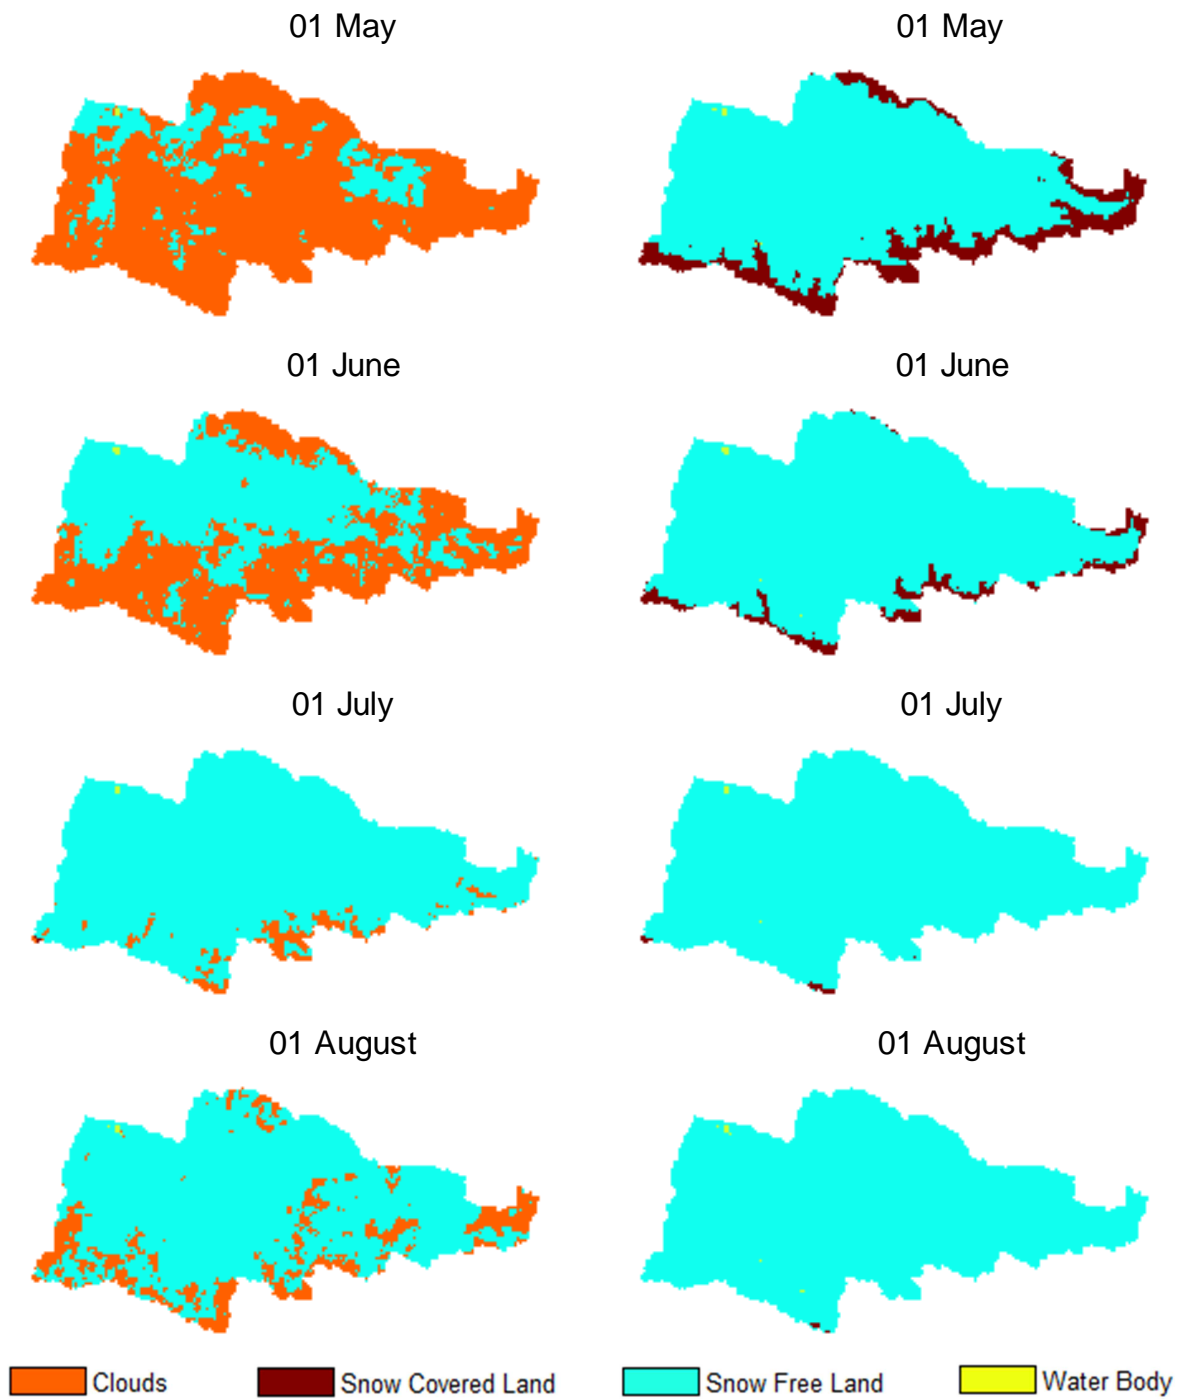 01 May
01 May
01 June
01 June
01 July
01 July
01 August
01 August
Clouds
Snow Covered Land
Snow Free Land
Water Body